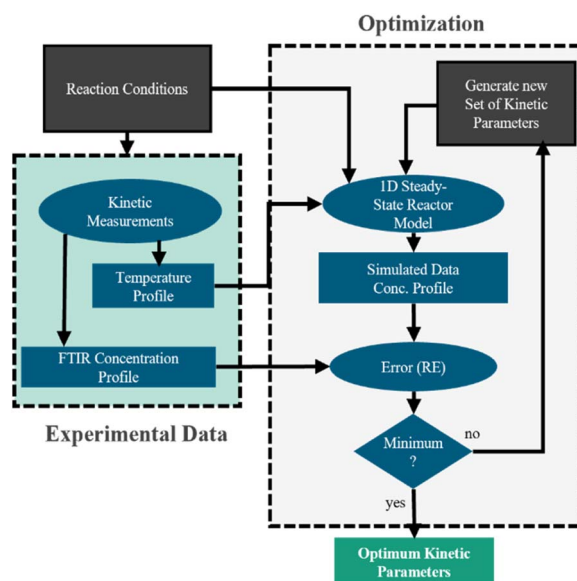 Optimization
Reaction Conditions
Generate new
Set of Kinetic
Parameters
Kinetic
Measurements
1D Steady-
State Reactor
Model
Temperature
Profile
Simulated Data
Conc. Profile
FTIR Concentration
Profile
Error (RE)
Experimental Data
Minimum
?
no
yes
Optimum Kinetic
Parameters